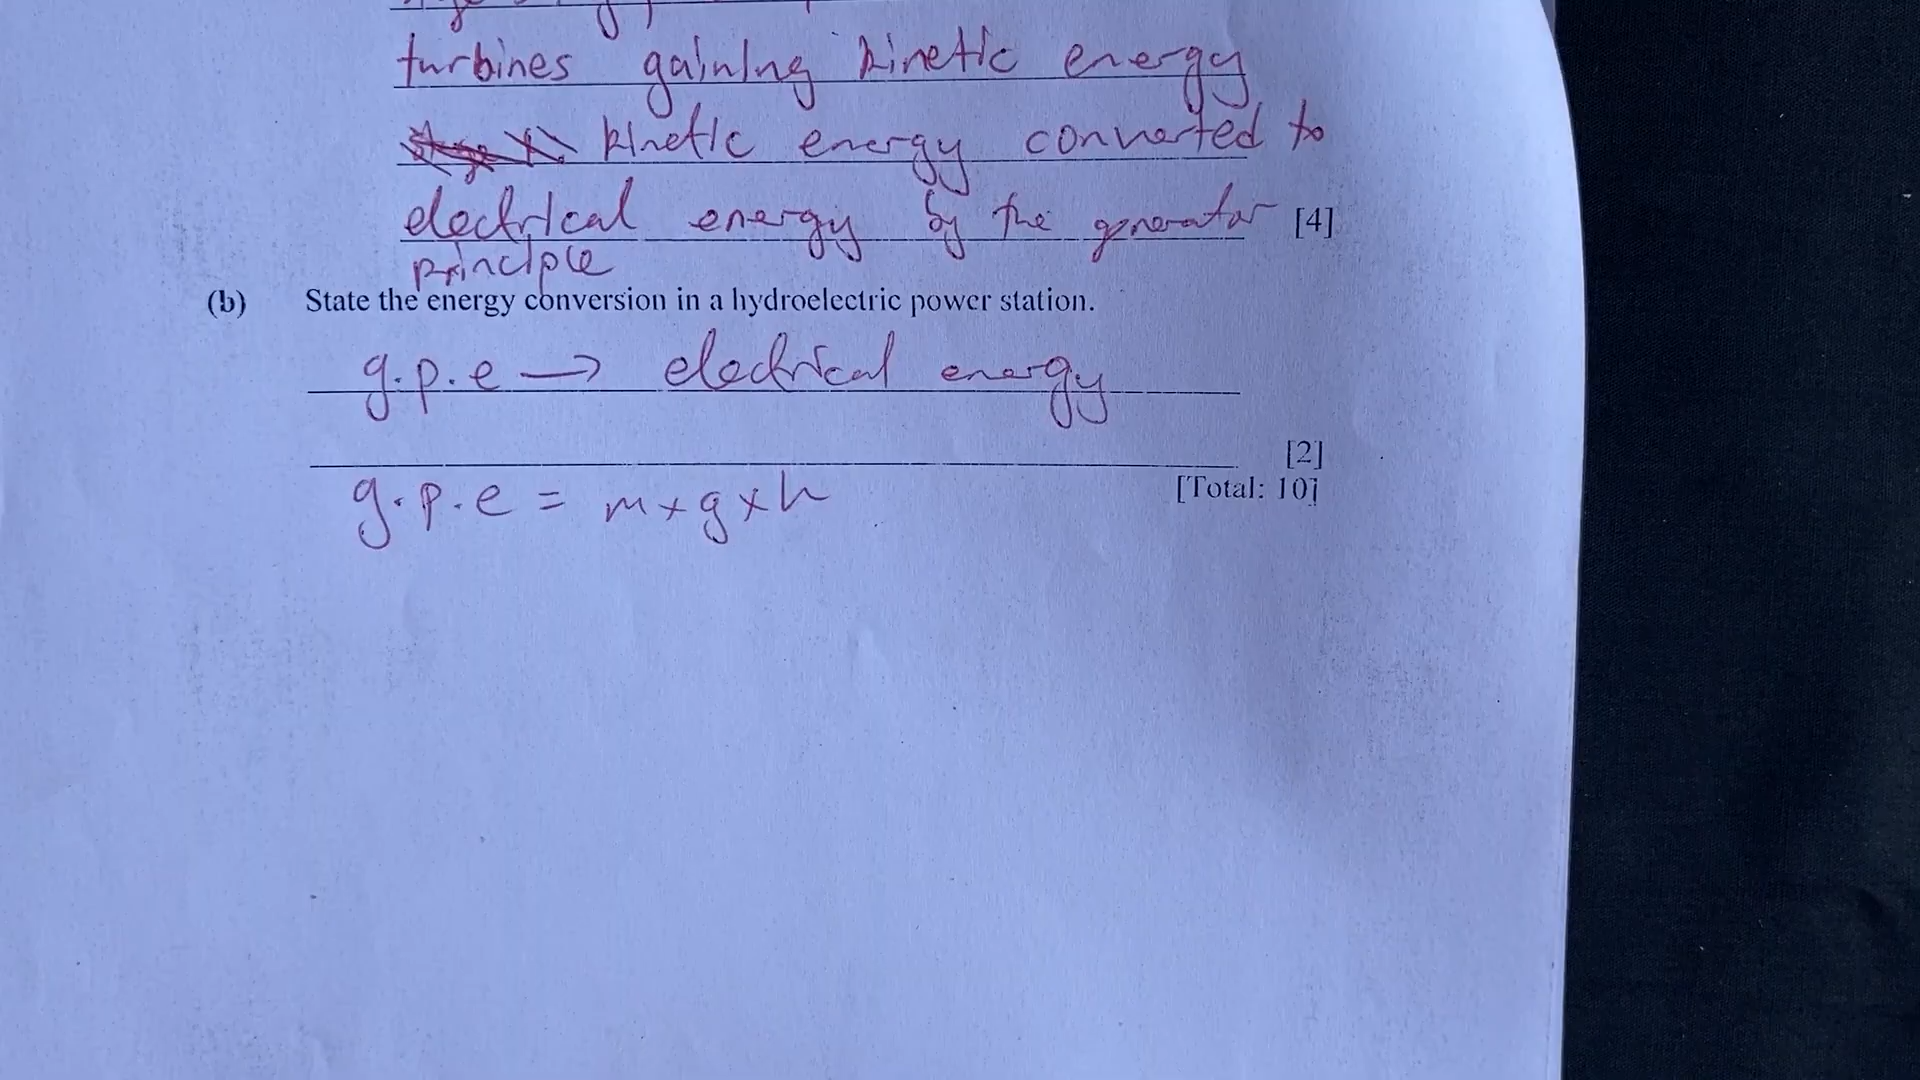 turbines gaining kinetic energy
kinetic energy converted to
electrical energy by the generator [4]
principle
(b) State the energy conversion in a hydroelectric power station.
g.p.e → electrical energy
[2]
g.p.e = m x g x h [Total: 10]